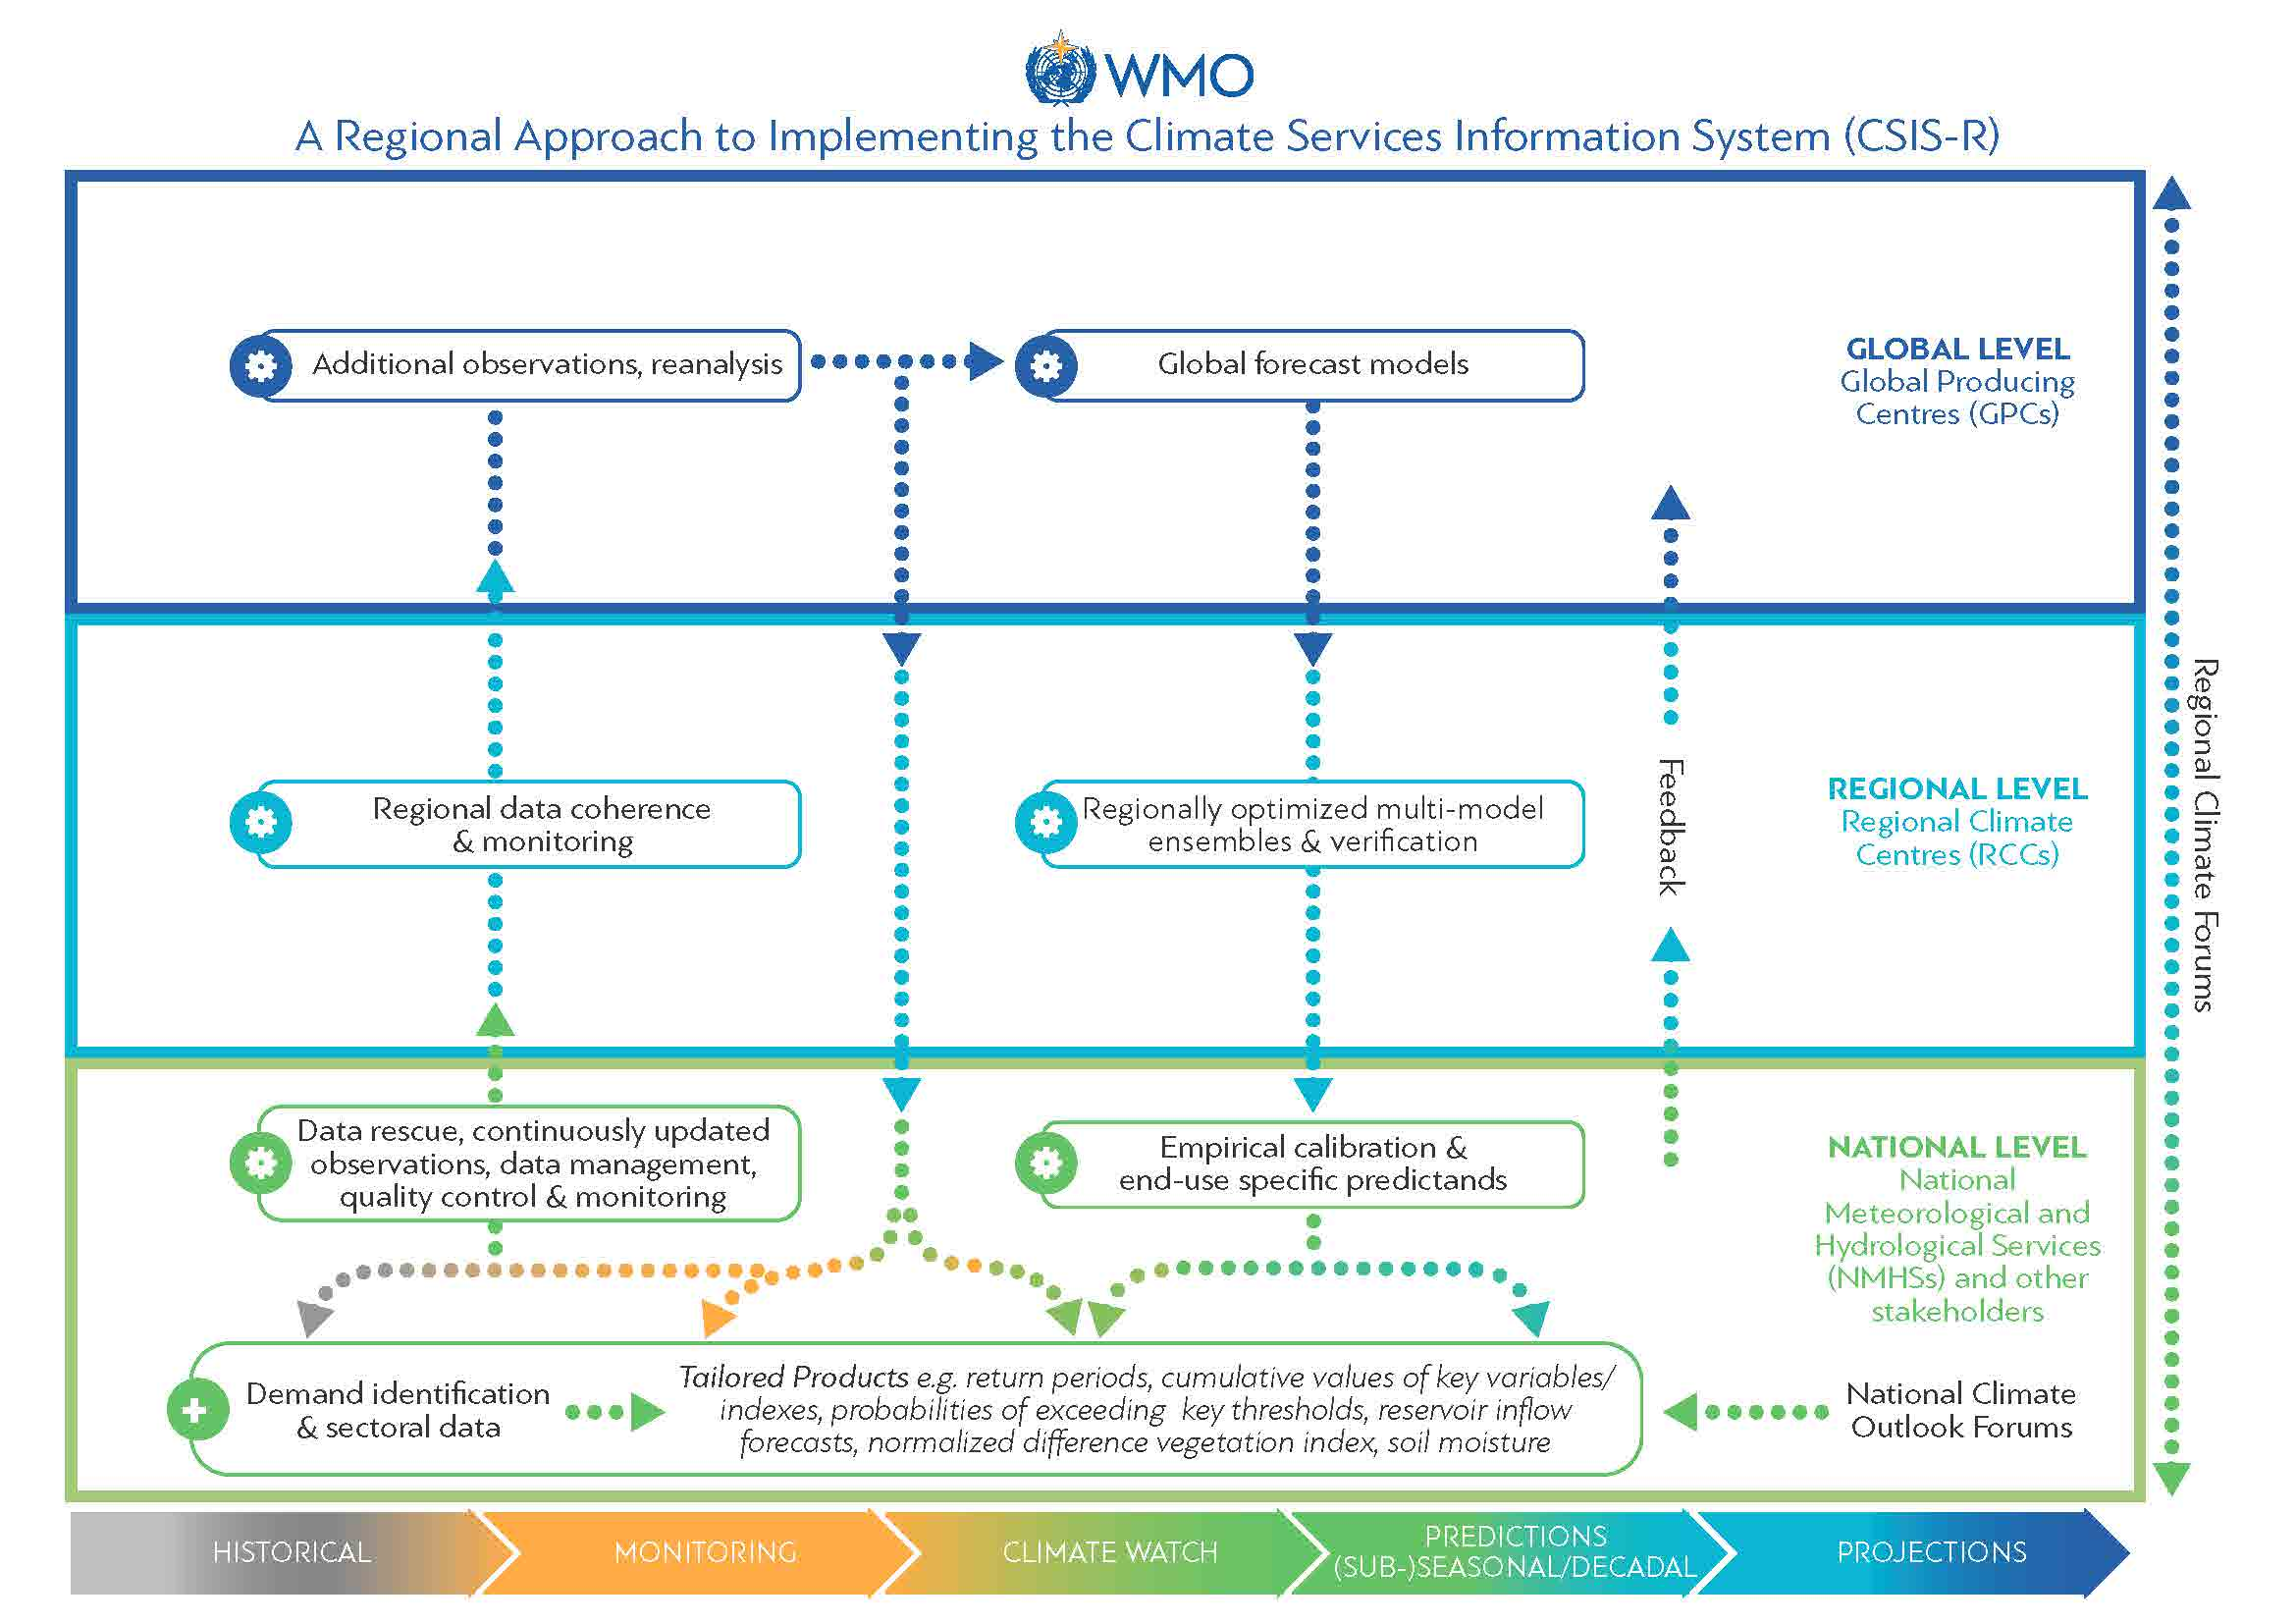 WMO
A Regional Approach to Implementing the Climate Services Information System (CSIS-R)
Additional observations, reanalysis
Global forecast models
GLOBAL LEVEL
Global Producing
Centres (GPCs)
Regional data coherence
& monitoring
Regionally optimized multi-model
ensembles & verification
Feedback
REGIONAL LEVEL
Regional Climate
Centres (RCCs)
Regional Climate Forums
Data rescue, continuously updated
observations, data management,
quality control & monitoring
Empirical calibration &
end-use specific predictands
NATIONAL LEVEL
National
Meteorological and
Hydrological Services
(NMHSs) and other
stakeholders
Demand identification
& sectoral data
Tailored Products e.g. return periods, cumulative values of key variables/
indexes, probabilities of exceeding key thresholds, reservoir inflow
forecasts, normalized difference vegetation index, soil moisture
National Climate
Outlook Forums
HISTORICAL
MONITORING
CLIMATE WATCH
PREDICTIONS
(SUB-)SEASONAL/DECADAL
PROJECTIONS